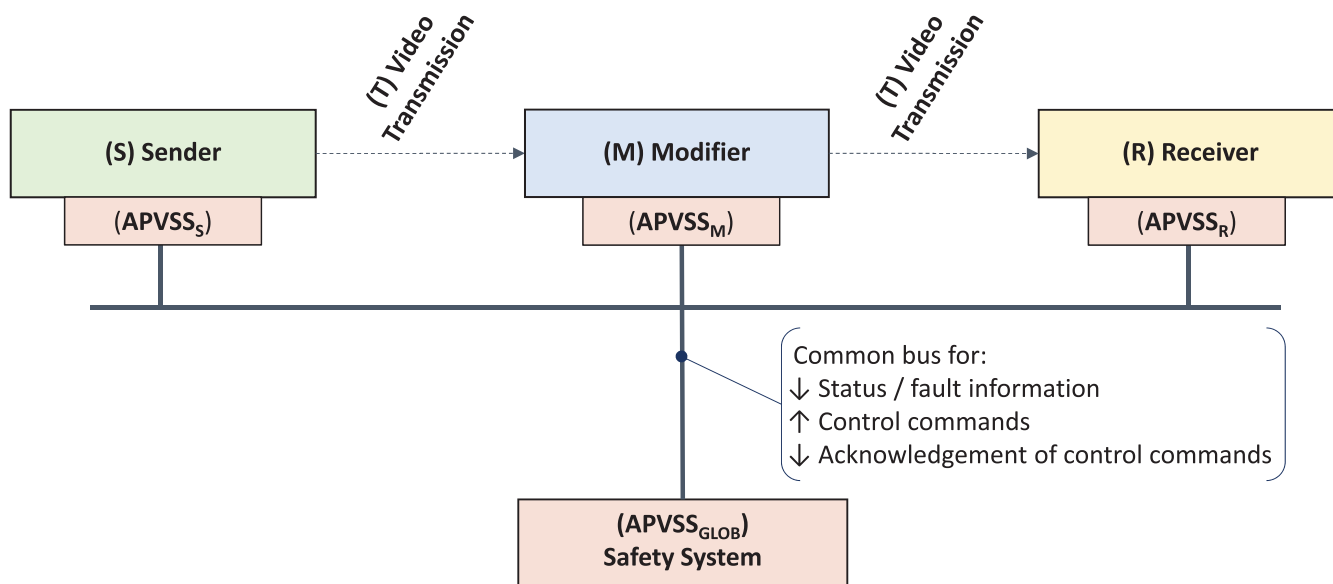 (T) Video
Transmission
(T) Video
Transmission
(S) Sender
(M) Modifier
(R) Receiver
(APVSSS)
(APVSSM)
(APVSSR)
Common bus for:
↓ Status / fault information
↑ Control commands
↓ Acknowledgement of control commands
(APVSSGLOB)
Safety System